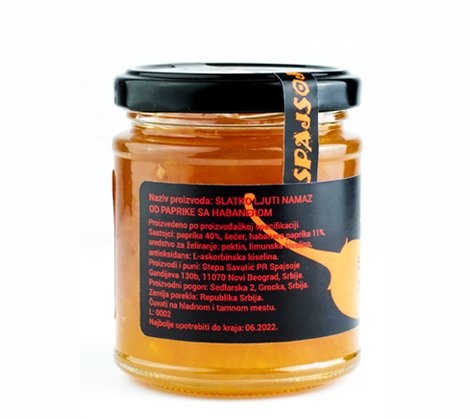 SPAJSOJ
Naziv proizvoda: SLATKO LJUTI NAMAZ
OD PAPRIKE SA HABANETOM
Proizvedeno po proizvođačkoj specifikaciji.
Sastojci: paprika 40%, šećer, habaneto paprika 11%,
sredstvo za želiranje: pektin, limunska kiselina,
antioksidans: L-askorbinska kiselina.
Proizvodi i puni: Stepa Savatić PR Spajsoje
Gandijeva 130b, 11070 Novi Beograd, Srbija.
Proizvodni pogon: Sedlarska 2, Grocka, Srbija.
Zemlja porekla: Republika Srbija.
Čuvati na hladnom i tamnom mestu.
L: 0002
Najbolje upotrebiti do kraja: 06.2022.